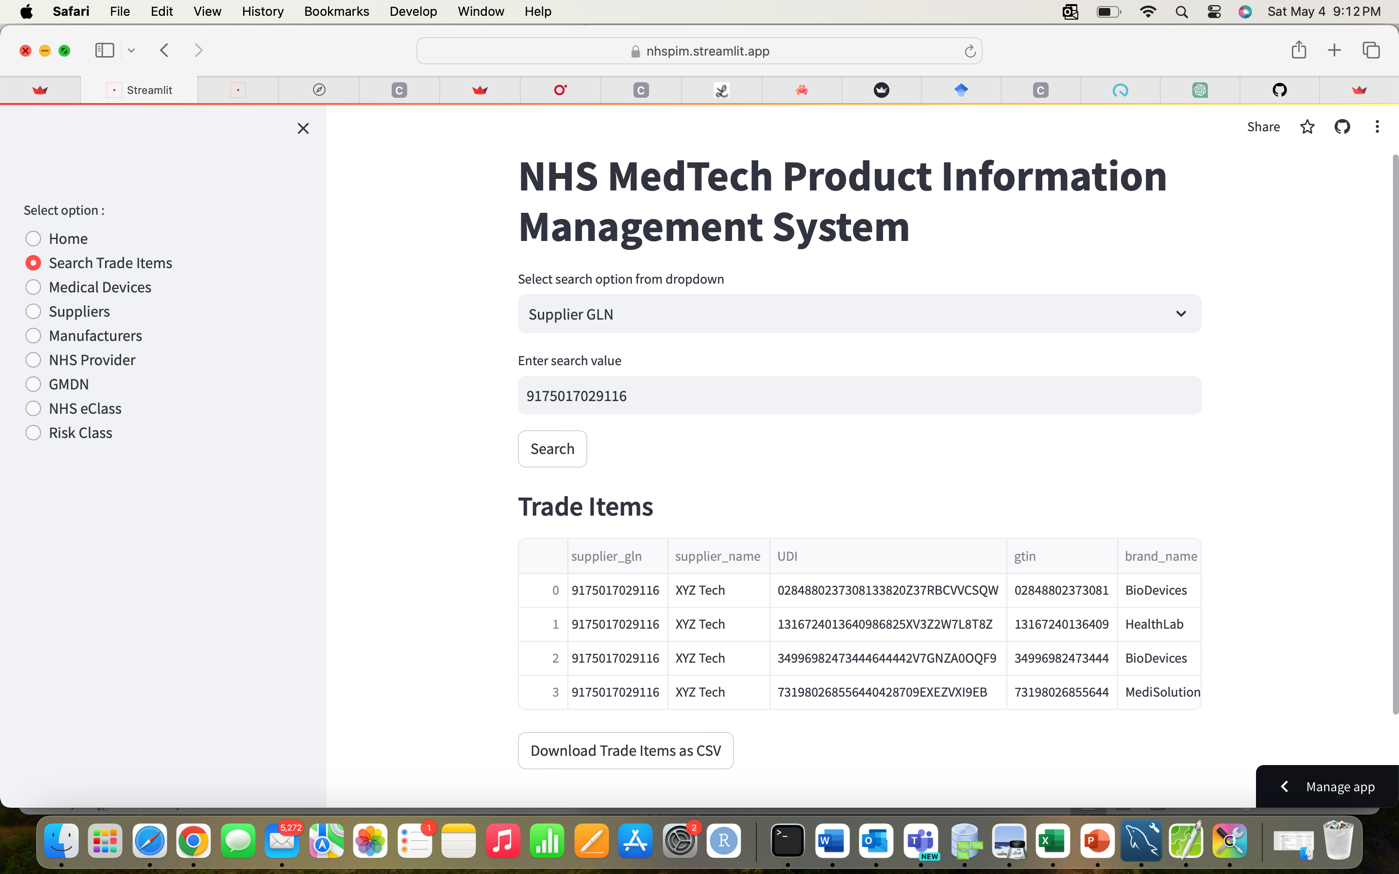 Safari File Edit View History Bookmarks Develop Window Help Sat May 4 9:12 PM
nhspim.streamlit.app
C Streamlit C C C
Share
NHS MedTech Product Information
Management System
Select option :
Home
Search Trade Items
Medical Devices
Suppliers
Manufacturers
NHS Provider
GMDN
NHS eClass
Risk Class
Select search option from dropdown
Supplier GLN
Enter search value
9175017029116
Search
Trade Items
supplier_gln supplier_name UDI gtin brand_name
0 9175017029116 XYZ Tech 0284880237308133820Z37RBCVVCSQW 02848802373081 BioDevices
1 9175017029116 XYZ Tech 1316724013640986825XV3Z2W7L8T8Z 13167240136409 HealthLab
2 9175017029116 XYZ Tech 34996982473444644442V7GNZA0OQF9 34996982473444 BioDevices
3 9175017029116 XYZ Tech 731980268556440428709EXEZVXI9EB 73198026855644 MediSolution
Download Trade Items as CSV
Manage app
5,272 1 2 R >_ W O T NEW X P C